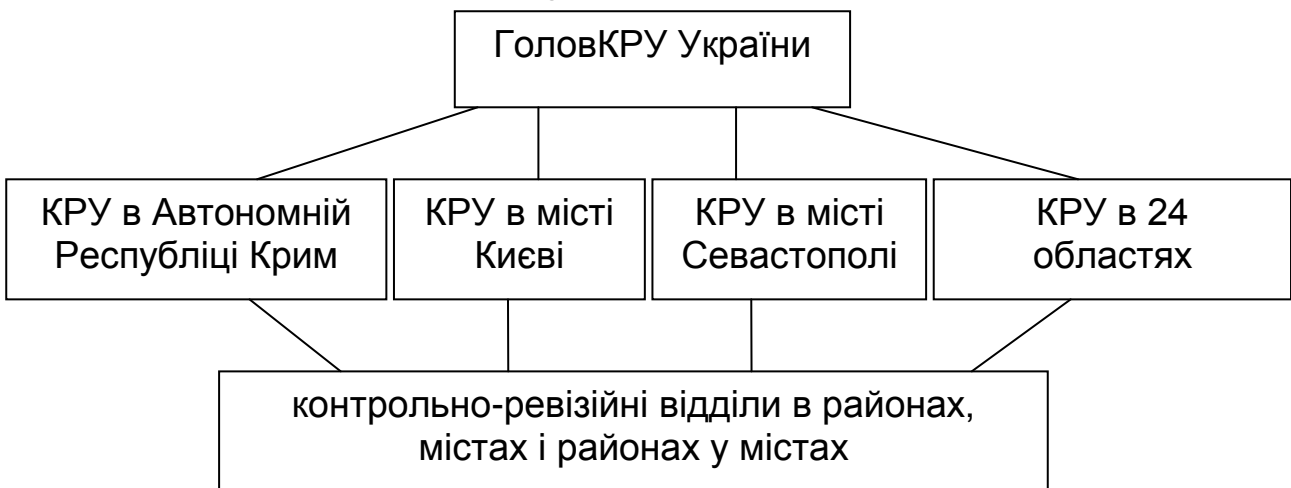 ГоловКРУ України
КРУ в Автономній
Республіці Крим
КРУ в місті
Києві
КРУ в місті
Севастополі
КРУ в 24
областях
контрольно-ревізійні відділи в районах,
містах і районах у містах